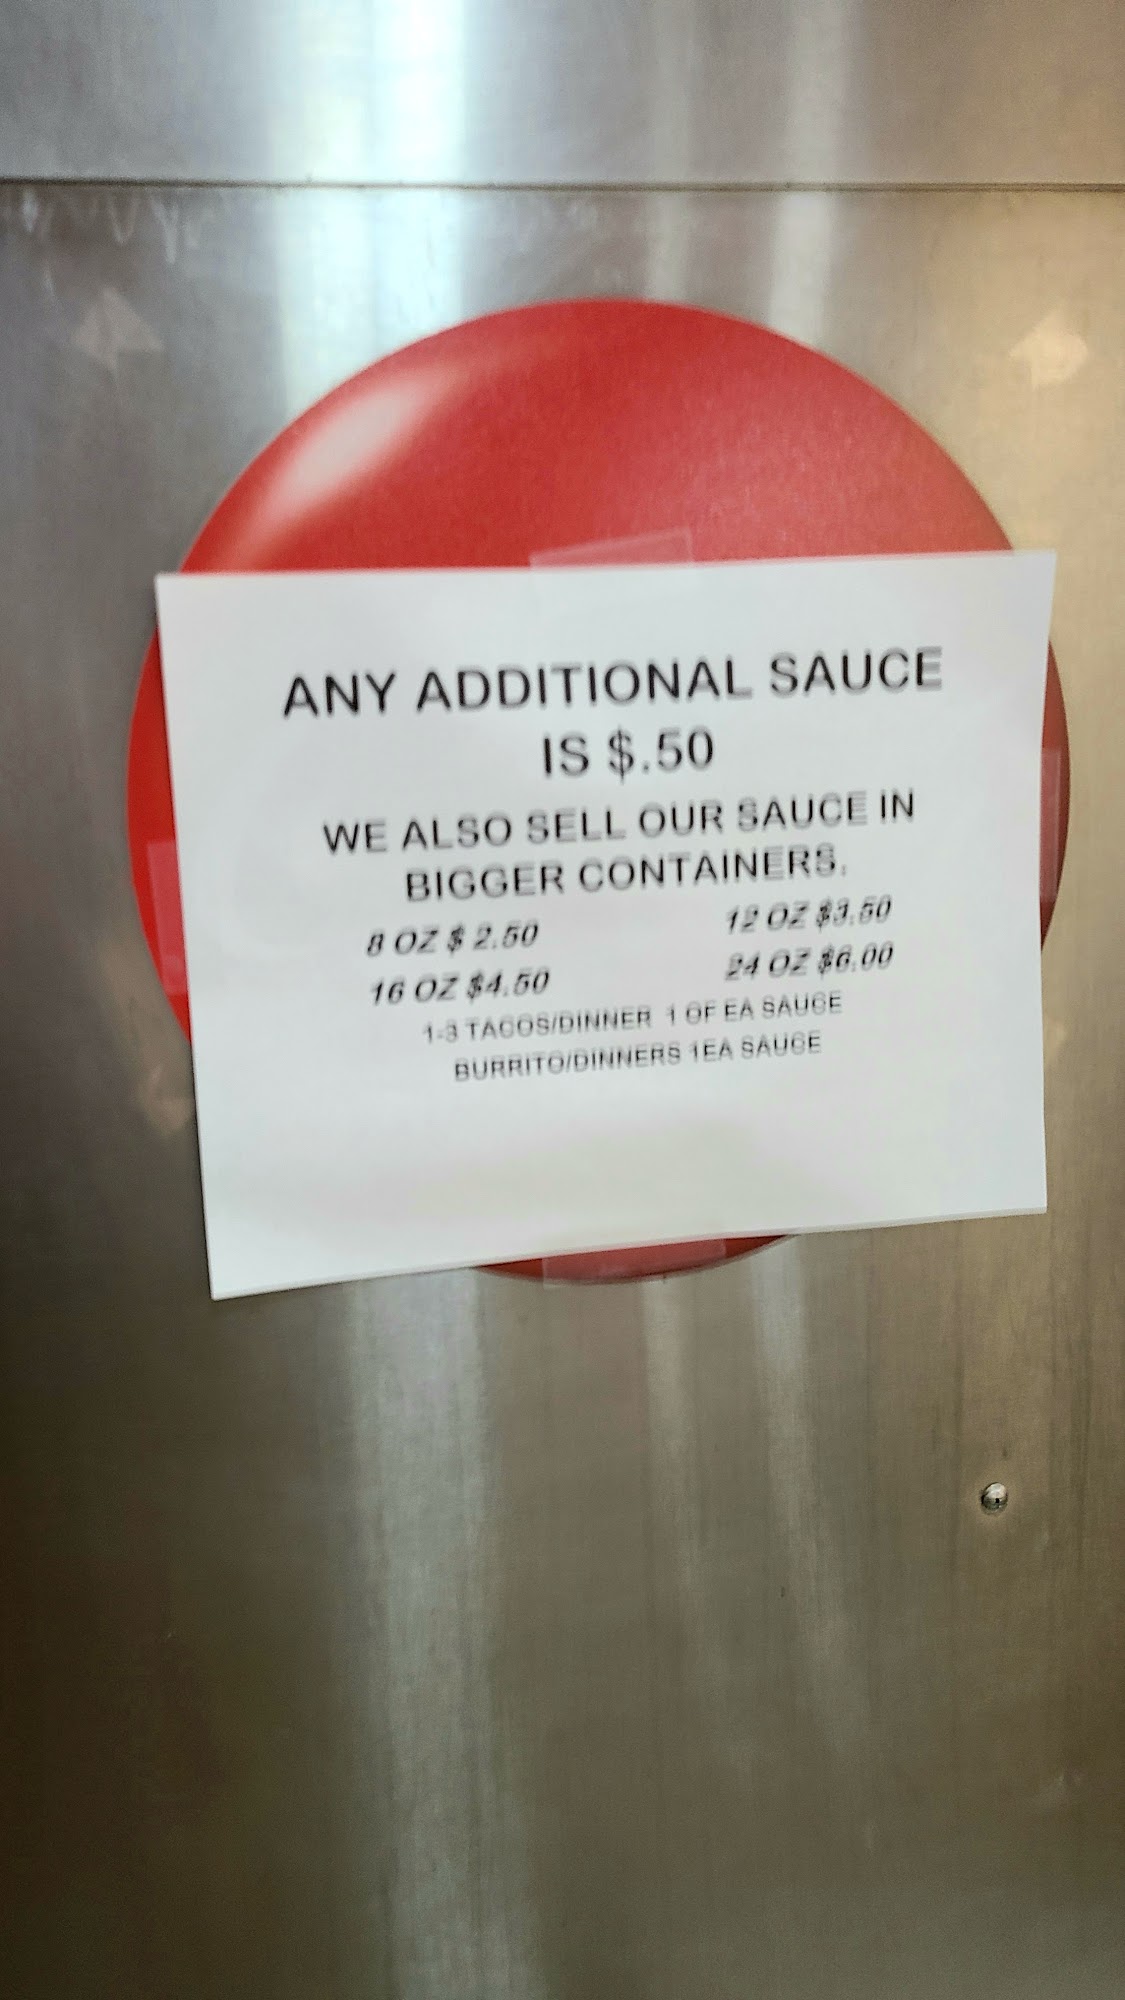 ANY ADDITIONAL SAUCE
IS $.50
WE ALSO SELL OUR SAUCE IN
BIGGER CONTAINERS.
8 OZ $ 2.50 12 OZ $3.50
16 OZ $4.50 24 OZ $6.00
1-3 TACOS/DINNER 1 OF EA SAUCE
BURRITO/DINNERS 1EA SAUCE